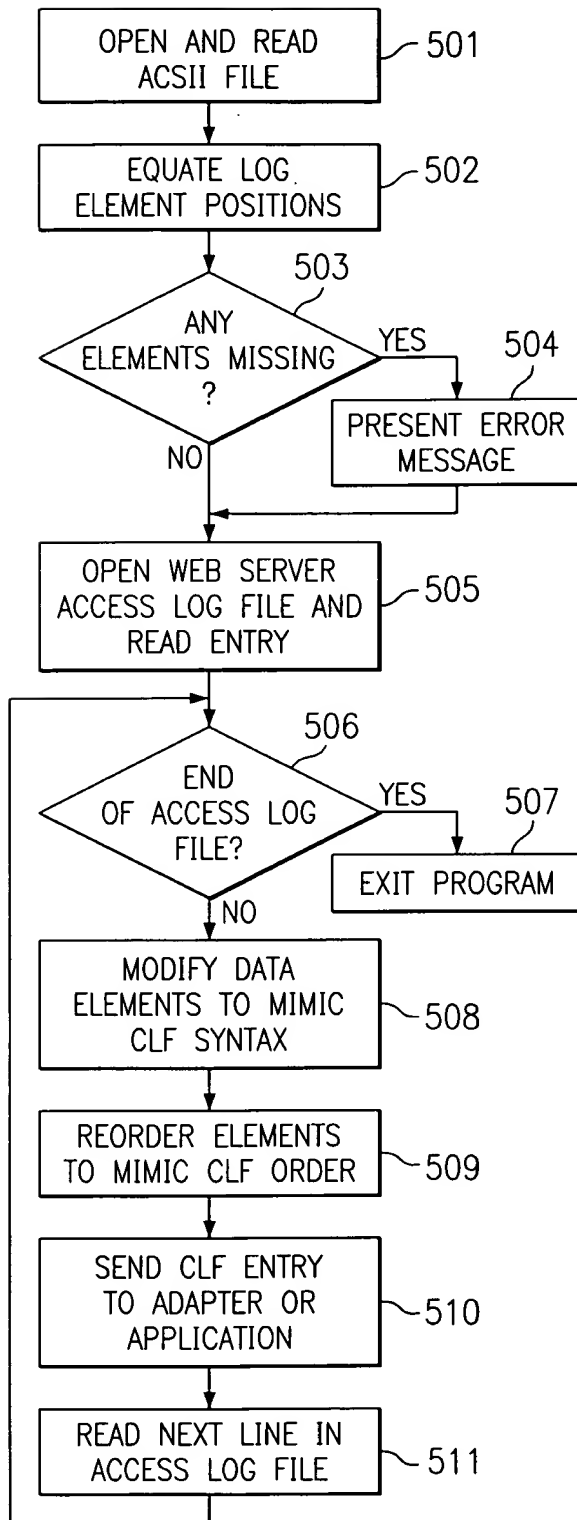 OPEN AND READ
ACSII FILE
501
EQUATE LOG
ELEMENT POSITIONS
502
503
ANY
ELEMENTS MISSING
?
YES
NO
504
PRESENT ERROR
MESSAGE
OPEN WEB SERVER
ACCESS LOG FILE AND
READ ENTRY
505
506
END
OF ACCESS LOG
FILE?
YES
NO
507
EXIT PROGRAM
MODIFY DATA
ELEMENTS TO MIMIC
CLF SYNTAX
508
REORDER ELEMENTS
TO MIMIC CLF ORDER
509
SEND CLF ENTRY
TO ADAPTER OR
APPLICATION
510
READ NEXT LINE IN
ACCESS LOG FILE
511